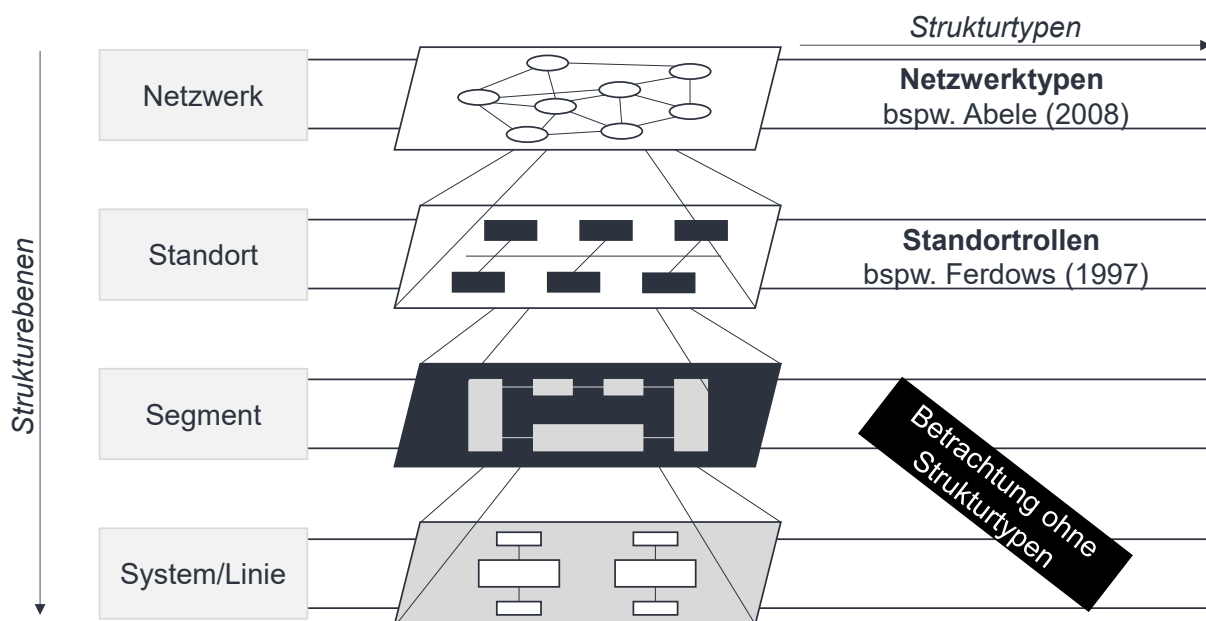 Strukturtypen
Strukturebenen
Netzwerk
Netzwerktypen
bspw. Abele (2008)
Standort
Standortrollen
bspw. Ferdows (1997)
Segment
Betrachtung ohne
Strukturtypen
System/Linie